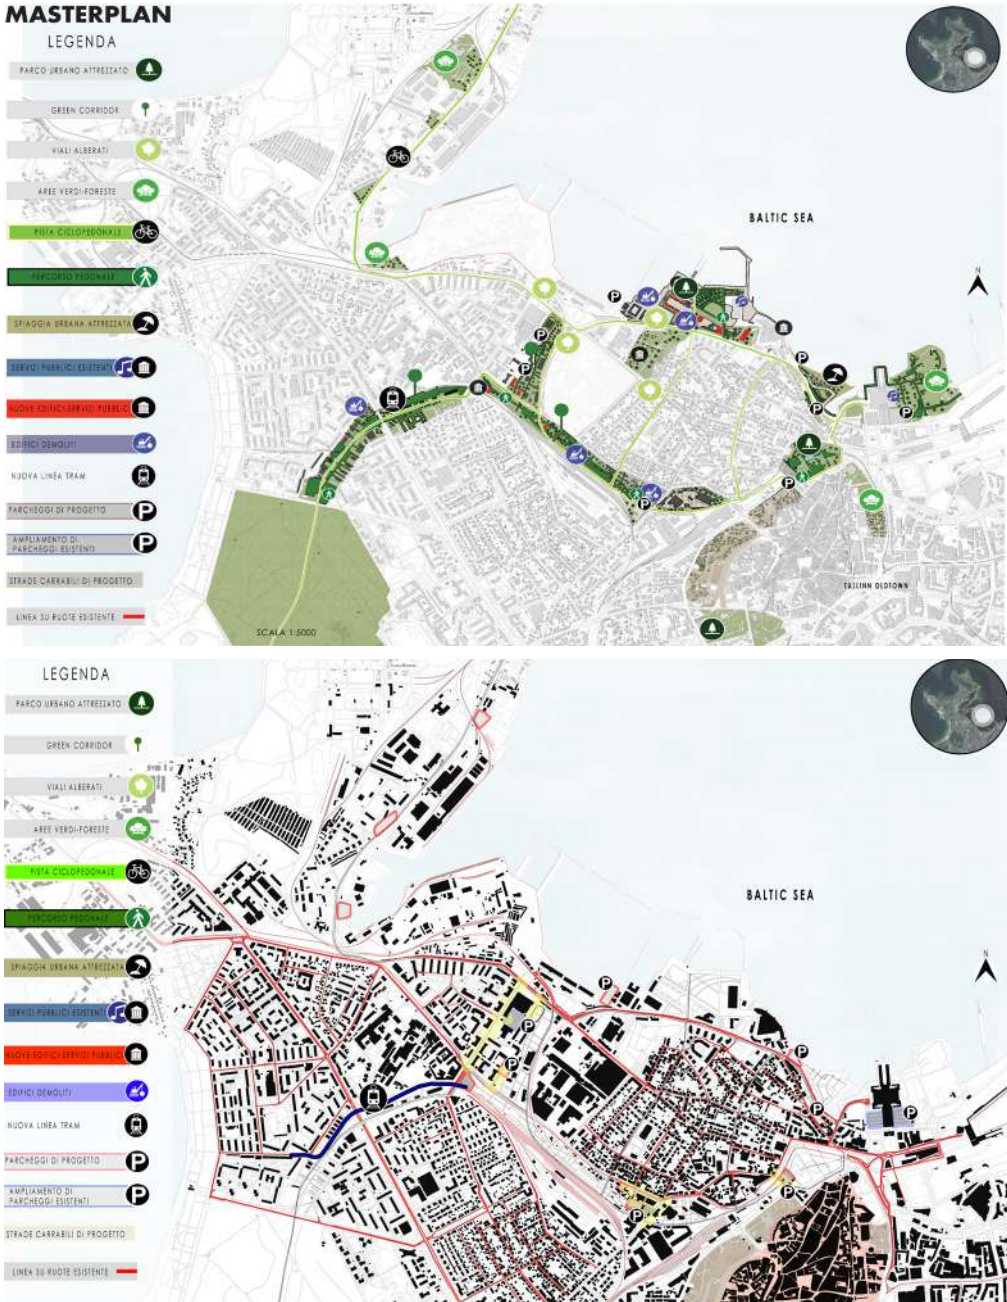 MASTERPLAN
LEGENDA
PARCO URBANO ATTREZZATO
GREEN CORRIDOR
VIALI ALBERATI
AREE VERDI-FORESTE
PISTA CICLOPEDONALE
PERCORSO PEDONALE
SPIAGGIA URBANA ATTREZZATA
SERVIZI PUBBLICI ESISTENTI
NUOVE EDIFICI-SERVIZI PUBBLIC
EDIFICI DEMOLITI
NUOVA LINEA TRAM
PARCHEGGI DI PROGETTO
P
AMPLIAMENTO DI
PARCHEGGI ESISTENTI
P
STRADE CARRABILI DI PROGETTO
LINEA SU RUOTE ESISTENTE
BALTIC SEA
N
P
P
P
P
P
P
P
P
TALLINN OLDTOWN
SCALA 1:5000
LEGENDA
PARCO URBANO ATTREZZATO
GREEN CORRIDOR
VIALI ALBERATI
AREE VERDI-FORESTE
PISTA CICLOPEDONALE
PERCORSO PEDONALE
SPIAGGIA URBANA ATTREZZATA
SERVIZI PUBBLICI ESISTENTI
NUOVE EDIFICI-SERVIZI PUBBLIC
EDIFICI DEMOLITI
NUOVA LINEA TRAM
PARCHEGGI DI PROGETTO
P
AMPLIAMENTO DI
PARCHEGGI ESISTENTI
P
STRADE CARRABILI DI PROGETTO
LINEA SU RUOTE ESISTENTE
BALTIC SEA
N
P
P
P
P
P
P
P
P